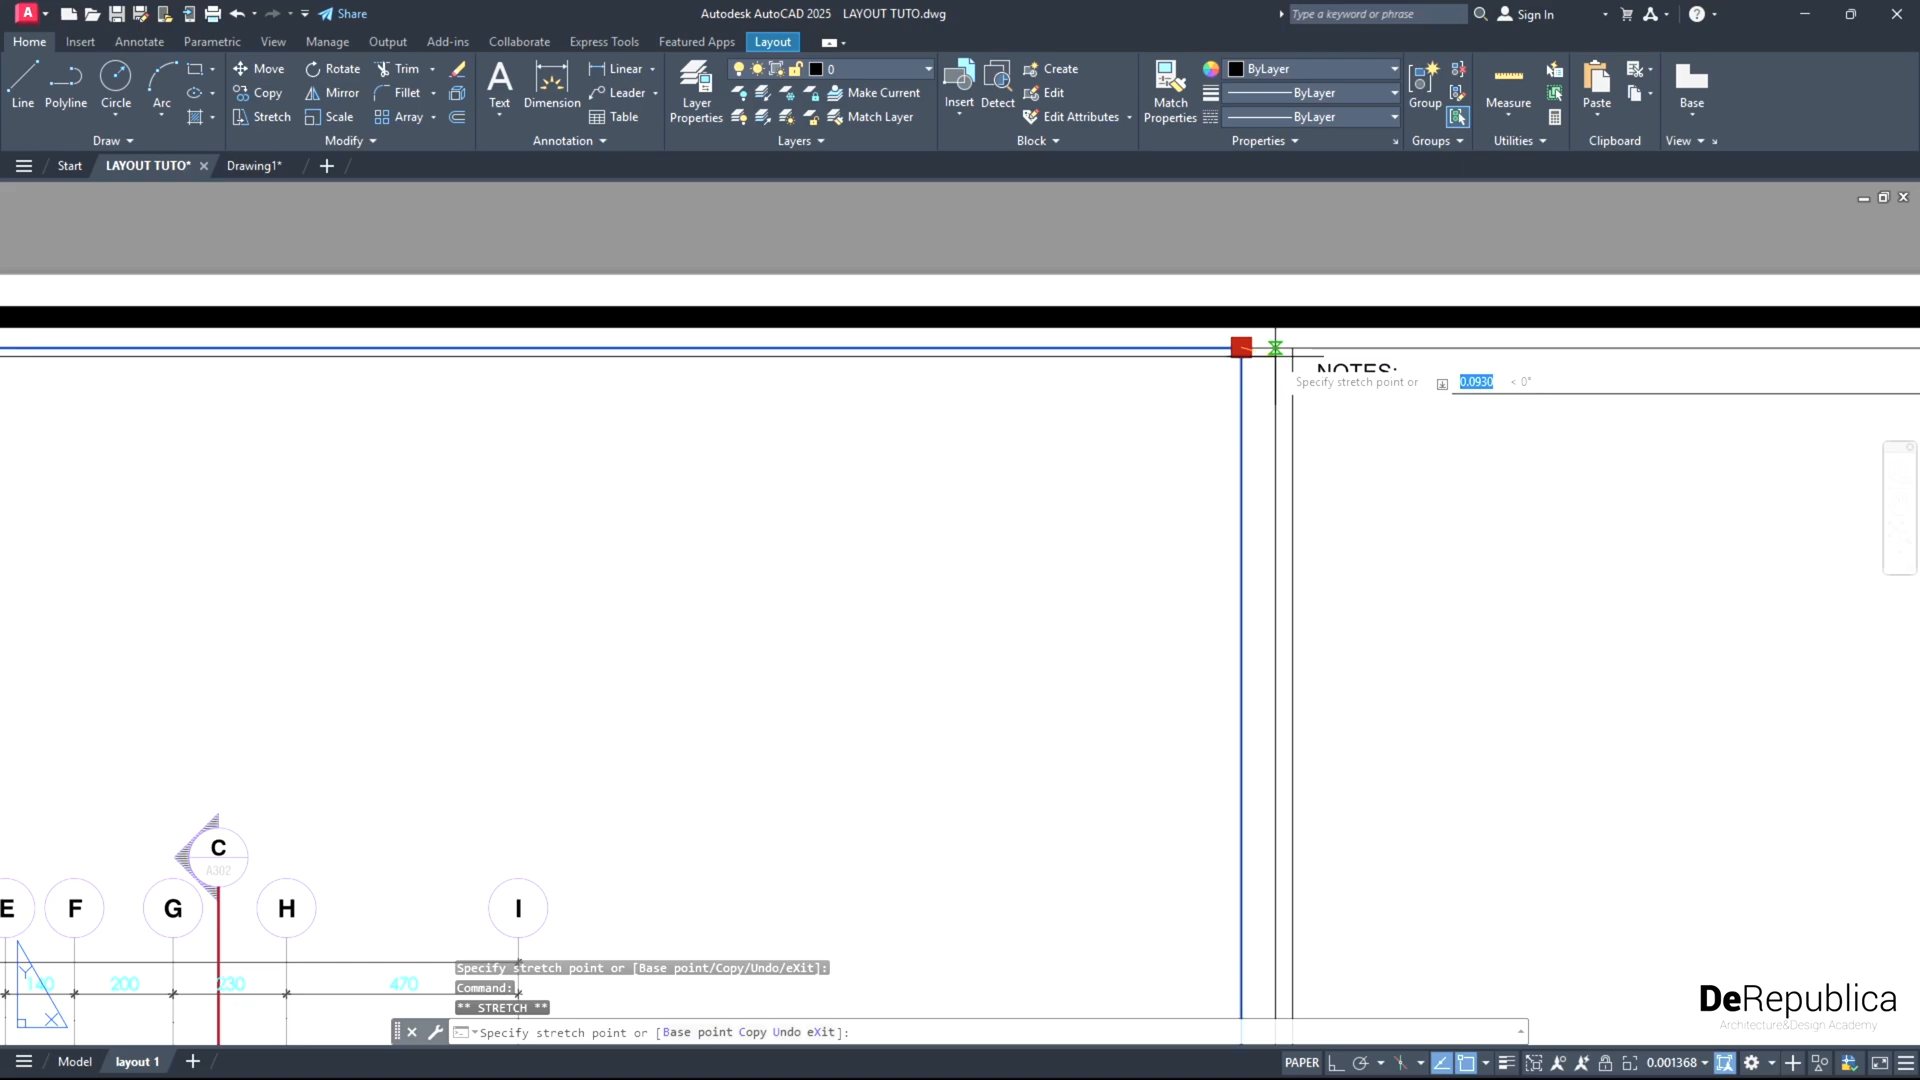 A Share Autodesk AutoCAD 2025 LAYOUT TUTO.dwg Type a keyword or phrase Sign In
Home Insert Annotate Parametric View Manage Output Add-ins Collaborate Express Tools Featured Apps Layout
Line Polyline Circle Arc
Move Rotate Trim
Copy Mirror Fillet
Stretch Scale Array
Text Dimension
Linear
Leader
Table
Layer Properties
0
Make Current
Match Layer
Insert Detect
Create
Edit
Edit Attributes
Match Properties
ByLayer
ByLayer
ByLayer
Group Measure Paste Base
Draw Modify Annotation Layers Block Properties Groups Utilities Clipboard View
Start LAYOUT TUTO* Drawing1*
NOTES:
Specify stretch point or 0.0930 < 0°
C
A302
E F G H I
140 200 230 470
Y
X
Specify stretch point or [Base point/Copy/Undo/eXit]:
Command:
** STRETCH **
Specify stretch point or [Base point Copy Undo eXit]:
DeRepublica
Architecture&Design Academy
Model layout 1 PAPER 0.001368